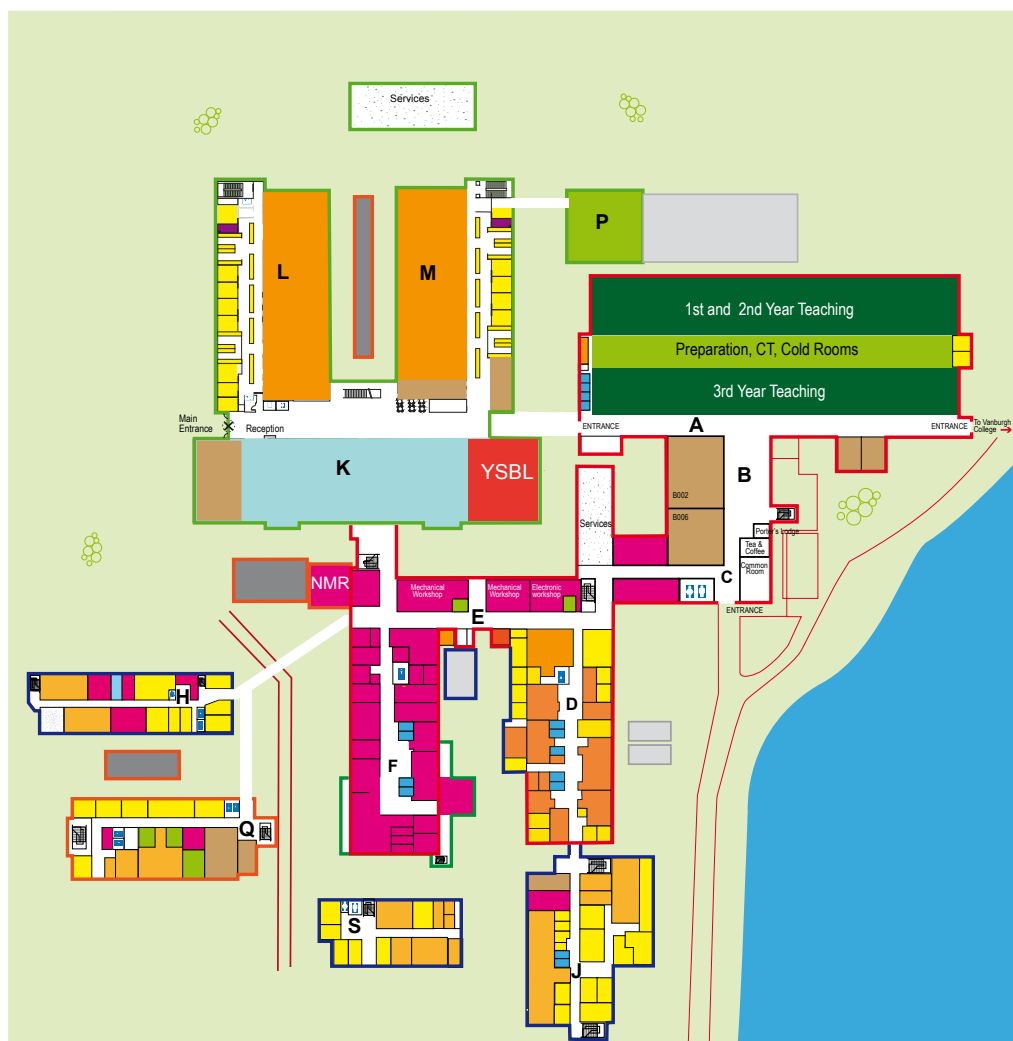 Services
P
L
M
1st and 2nd Year Teaching
Preparation, CT, Cold Rooms
3rd Year Teaching
Main
Entrance
Reception
ENTRANCE
A
ENTRANCE
To Vanburgh
College
K
YSBL
B
B002
B006
Services
Porter's Lodge
Tea &
Coffee
Common
Room
C
ENTRANCE
NMR
Mechanical
Workshop
Mechanical
Workshop
Electronic
workshop
E
H
D
F
Q
S
J